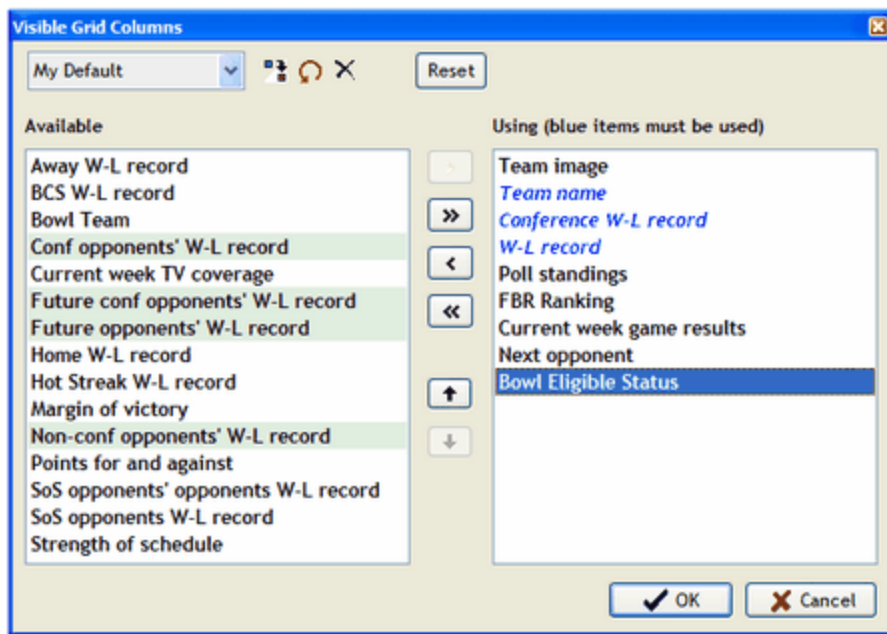 Visible Grid Columns
My Default
Reset
Available
Using (blue items must be used)
Away W-L record
BCS W-L record
Bowl Team
Conf opponents' W-L record
Current week TV coverage
Future conf opponents' W-L record
Future opponents' W-L record
Home W-L record
Hot Streak W-L record
Margin of victory
Non-conf opponents' W-L record
Points for and against
SoS opponents' opponents W-L record
SoS opponents W-L record
Strength of schedule
Team image
Team name
Conference W-L record
W-L record
Poll standings
FBR Ranking
Current week game results
Next opponent
Bowl Eligible Status
OK
Cancel